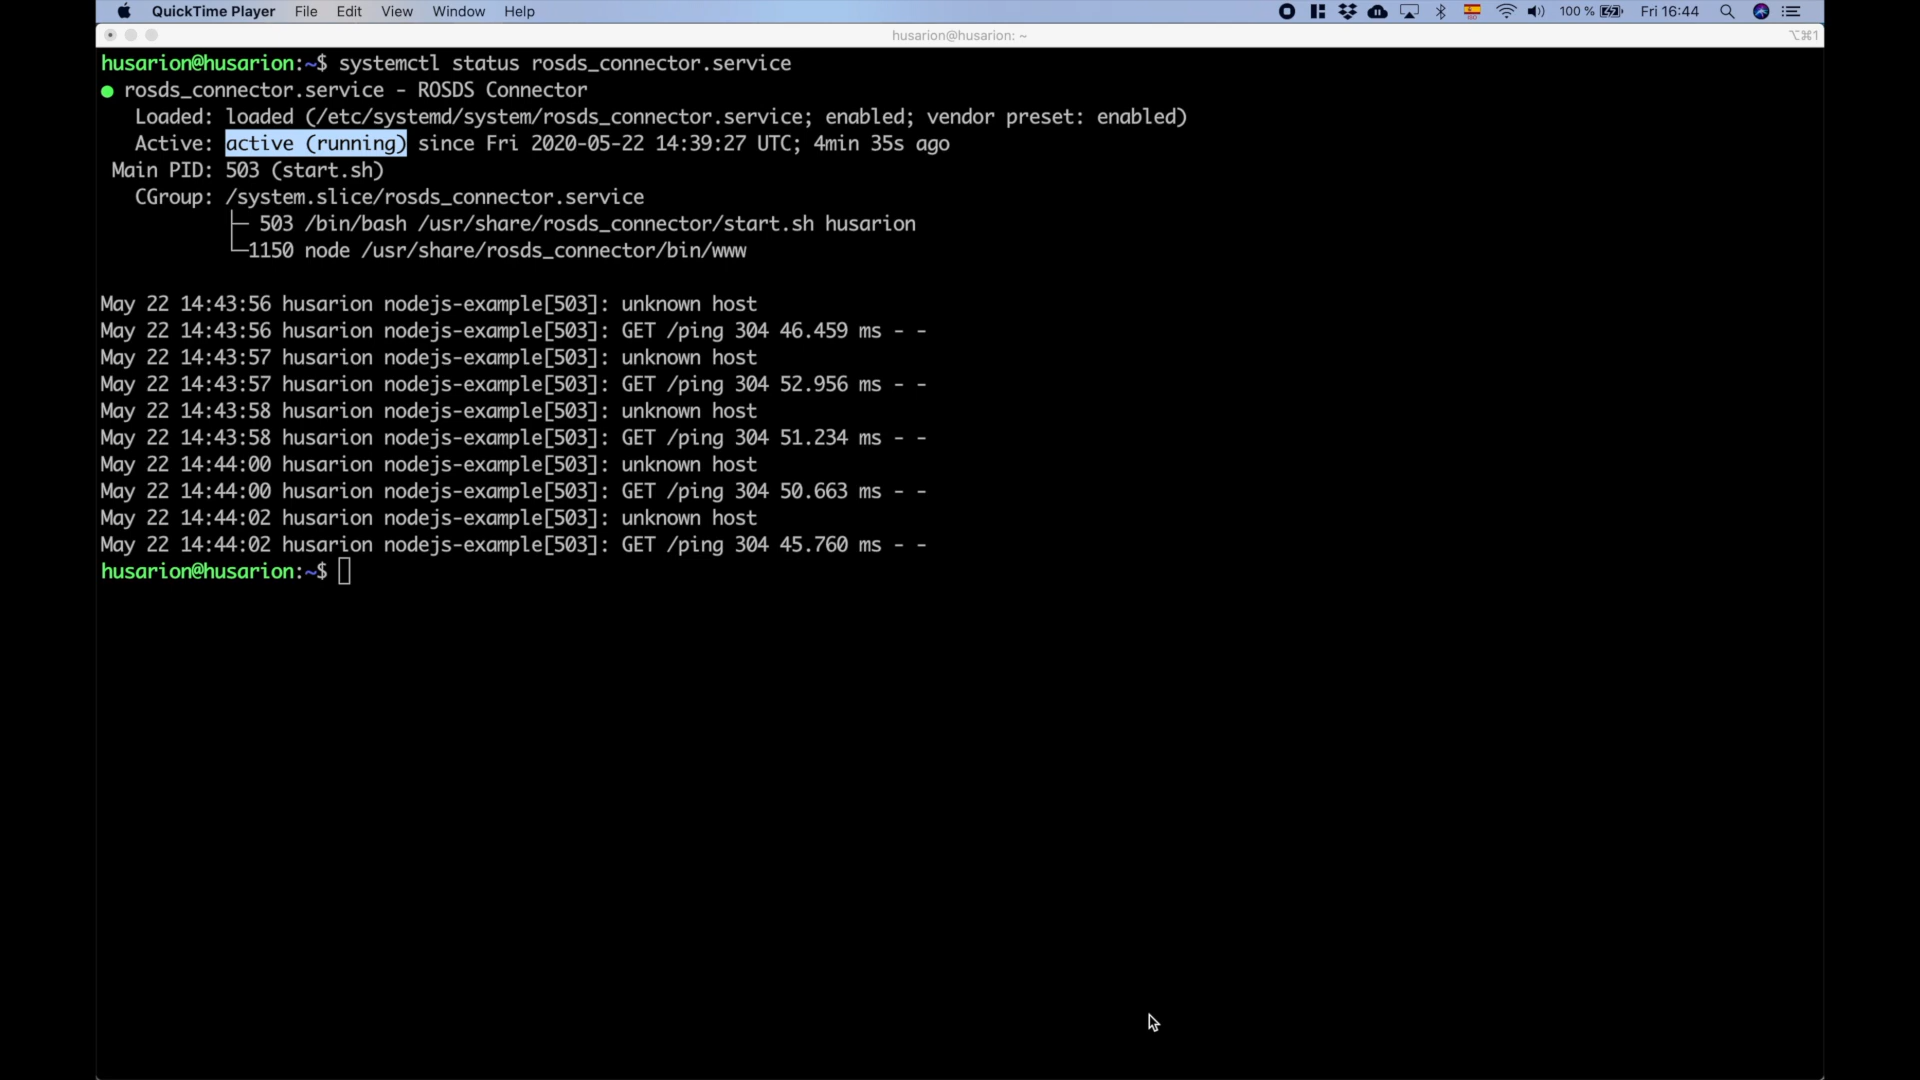 QuickTime Player File Edit View Window Help 100 % Fri 16:44
husarion@husarion: ~ ⌥⌘1
husarion@husarion:~$ systemctl status rosds_connector.service
● rosds_connector.service - ROSDS Connector
Loaded: loaded (/etc/systemd/system/rosds_connector.service; enabled; vendor preset: enabled)
Active: active (running) since Fri 2020-05-22 14:39:27 UTC; 4min 35s ago
Main PID: 503 (start.sh)
CGroup: /system.slice/rosds_connector.service
├─ 503 /bin/bash /usr/share/rosds_connector/start.sh husarion
└─1150 node /usr/share/rosds_connector/bin/www
May 22 14:43:56 husarion nodejs-example[503]: unknown host
May 22 14:43:56 husarion nodejs-example[503]: GET /ping 304 46.459 ms - -
May 22 14:43:57 husarion nodejs-example[503]: unknown host
May 22 14:43:57 husarion nodejs-example[503]: GET /ping 304 52.956 ms - -
May 22 14:43:58 husarion nodejs-example[503]: unknown host
May 22 14:43:58 husarion nodejs-example[503]: GET /ping 304 51.234 ms - -
May 22 14:44:00 husarion nodejs-example[503]: unknown host
May 22 14:44:00 husarion nodejs-example[503]: GET /ping 304 50.663 ms - -
May 22 14:44:02 husarion nodejs-example[503]: unknown host
May 22 14:44:02 husarion nodejs-example[503]: GET /ping 304 45.760 ms - -
husarion@husarion:~$